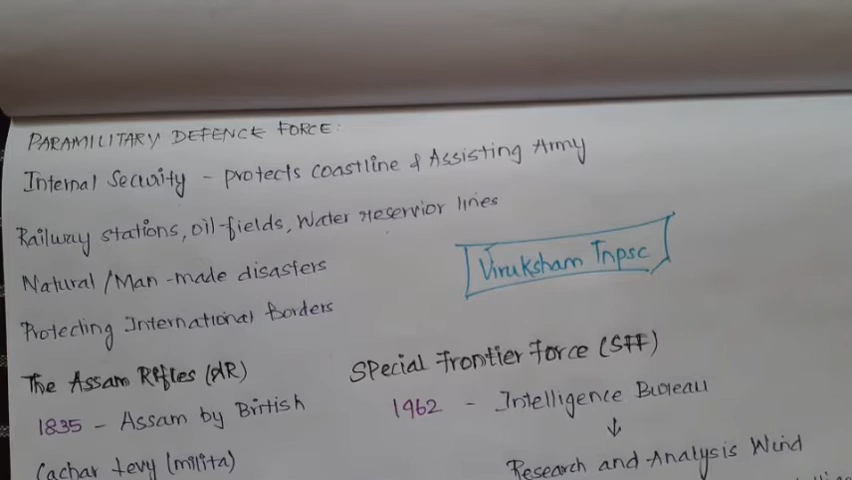 PARAMILITARY DEFENCE FORCE:
Internal Security - protects coastline & Assisting Army
Railway stations, oil-fields, Water reservior lines
Viruksham Tnpsc
Natural /Man-made disasters
Protecting International Borders
The Assam Rifles (AR)
1835 - Assam by British
Cachar Levy (milita)
Special Frontier Force (SFF)
1962 - Intelligence Bureau
↓
Research and Analysis Wind